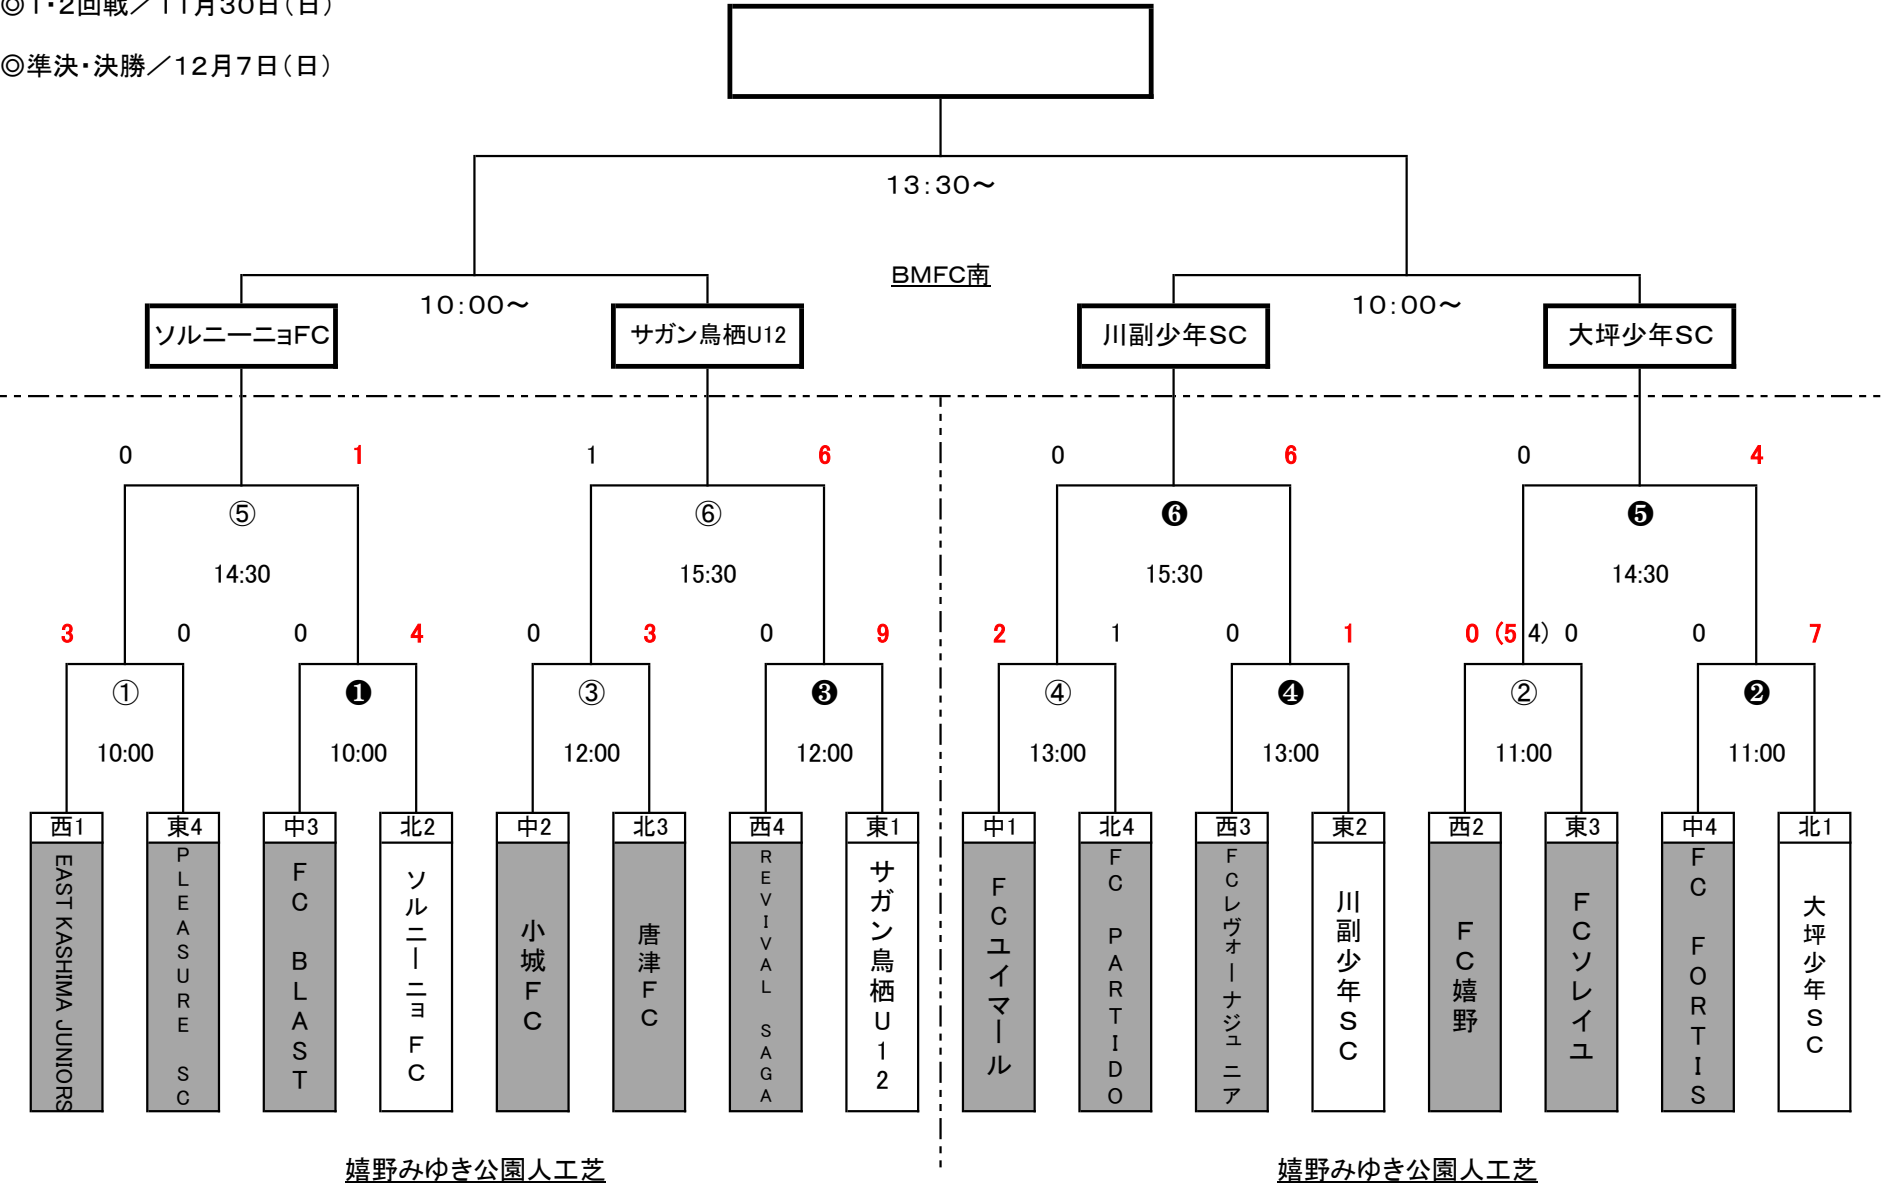 ◎1・2回戦／11月30日（日）
◎準決・決勝／12月7日（日）
13:30～
BMFC南
10:00～
10:00～
ソルニーニョFC
サガン鳥栖U12
川副少年SC
大坪少年SC
0 1 1 6 0 6 0 4
⑤ ⑥ ❻ ❺
14:30 15:30 15:30 14:30
3 0 0 4 0 3 0 9 2 1 0 1 0 (5 4) 0 0 7
① ❶ ③ ❸ ④ ❹ ② ❷
10:00 10:00 12:00 12:00 13:00 13:00 11:00 11:00
西1 東4 中3 北2 中2 北3 西4 東1 中1 北4 西3 東2 西2 東3 中4 北1
EAST KASHIMA JUNIORS
PLEASURE SC
FC BLAST
ソルニーニョ FC
小城FC
唐津FC
REVIVAL SAGA
サガン鳥栖U12
FCユイマール
FC PARTIDO
FCレヴォーナジュニア
川副少年SC
FC嬉野
FCソレイユ
FC FORTIS
大坪少年SC
嬉野みゆき公園人工芝
嬉野みゆき公園人工芝